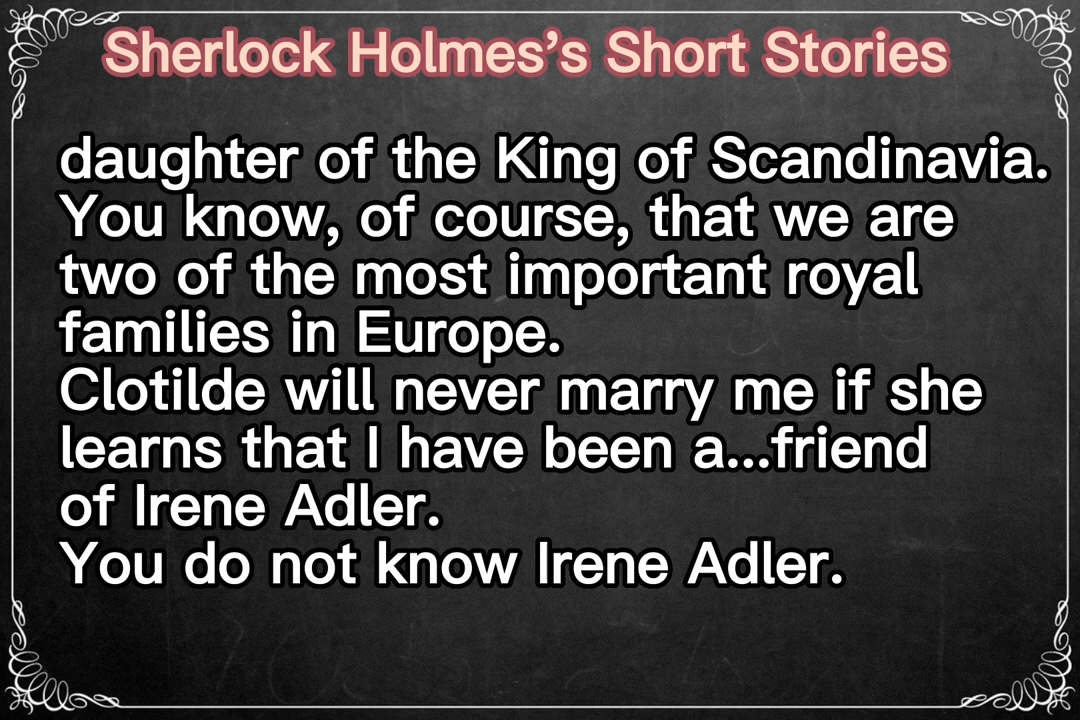 Sherlock Holmes’s Short Stories
daughter of the King of Scandinavia.
You know, of course, that we are
two of the most important royal
families in Europe.
Clotilde will never marry me if she
learns that I have been a...friend
of Irene Adler.
You do not know Irene Adler.